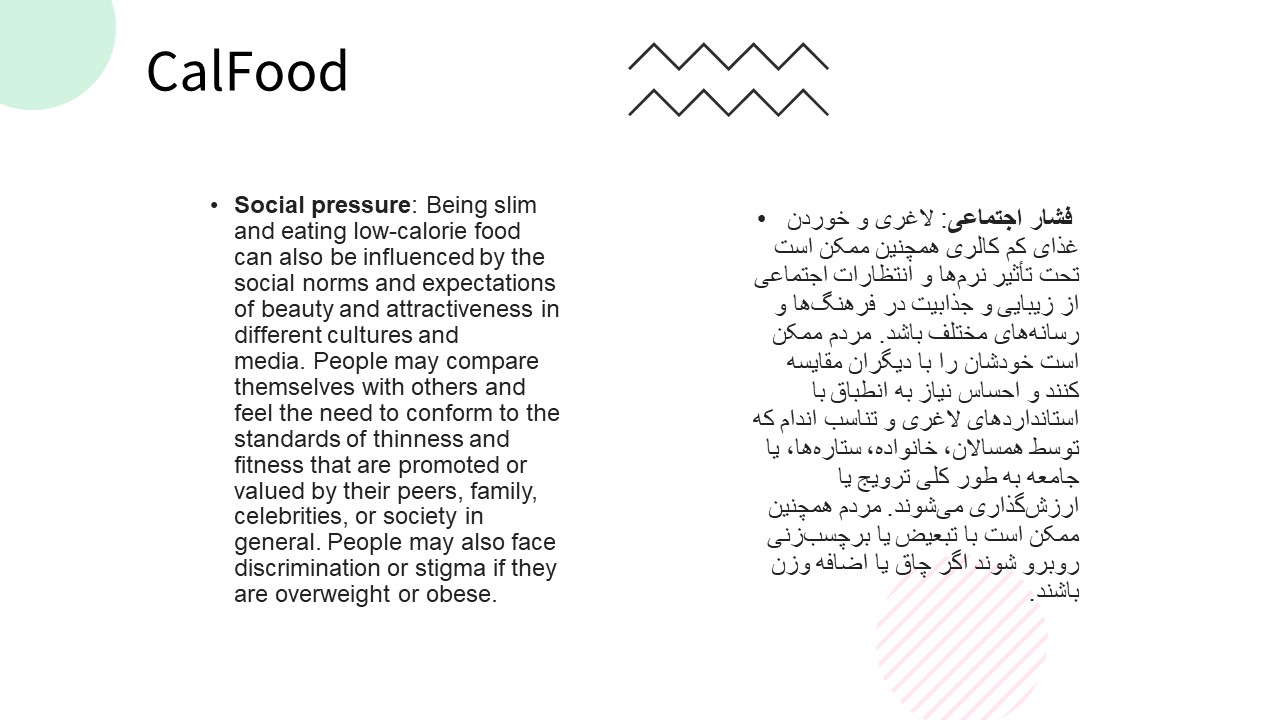 CalFood
• Social pressure: Being slim
and eating low-calorie food
can also be influenced by the
social norms and expectations
of beauty and attractiveness in
different cultures and
media. People may compare
themselves with others and
feel the need to conform to the
standards of thinness and
fitness that are promoted or
valued by their peers, family,
celebrities, or society in
general. People may also face
discrimination or stigma if they
are overweight or obese.
• فشار اجتماعی: لاغری و خوردن
غذای کم کالری همچنین ممکن است
تحت تأثیر نرم‌ها و انتظارات اجتماعی
از زیبایی و جذابیت در فرهنگ‌ها و
رسانه‌های مختلف باشد. مردم ممکن
است خودشان را با دیگران مقایسه
کنند و احساس نیاز به انطباق با
استانداردهای لاغری و تناسب اندام که
توسط همسالان، خانواده، ستاره‌ها، یا
جامعه به طور کلی ترویج یا
ارزش‌گذاری می‌شوند. مردم همچنین
ممکن است با تبعیض یا برچسب‌زنی
روبرو شوند اگر چاق یا اضافه وزن
باشند.